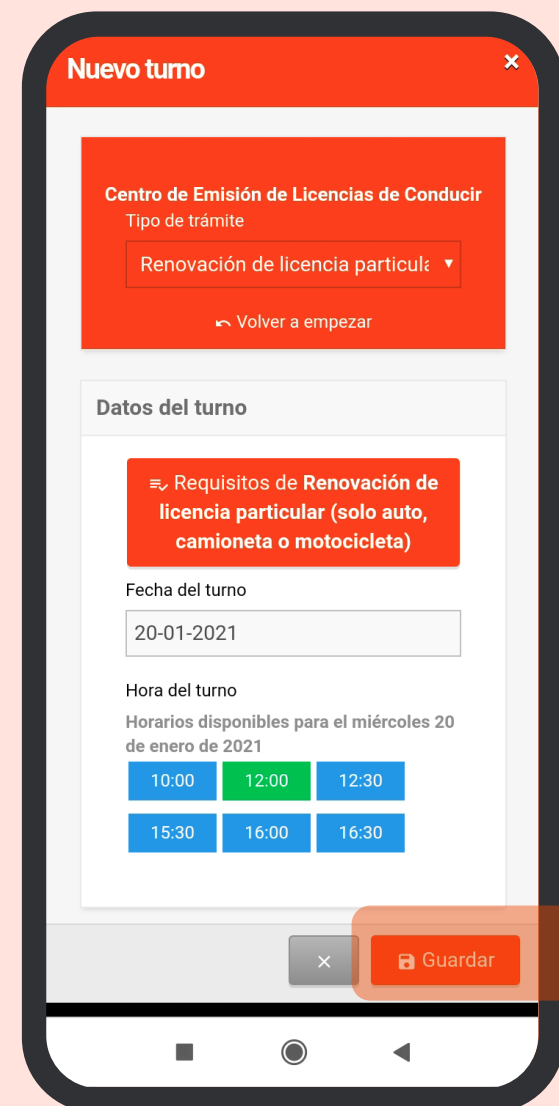 Nuevo turno
×
Centro de Emisión de Licencias de Conducir
Tipo de trámite
Renovación de licencia particula
Volver a empezar
Datos del turno
Requisitos de Renovación de
licencia particular (solo auto,
camioneta o motocicleta)
Fecha del turno
20-01-2021
Hora del turno
Horarios disponibles para el miércoles 20
de enero de 2021
10:00 12:00 12:30
15:30 16:00 16:30
× Guardar